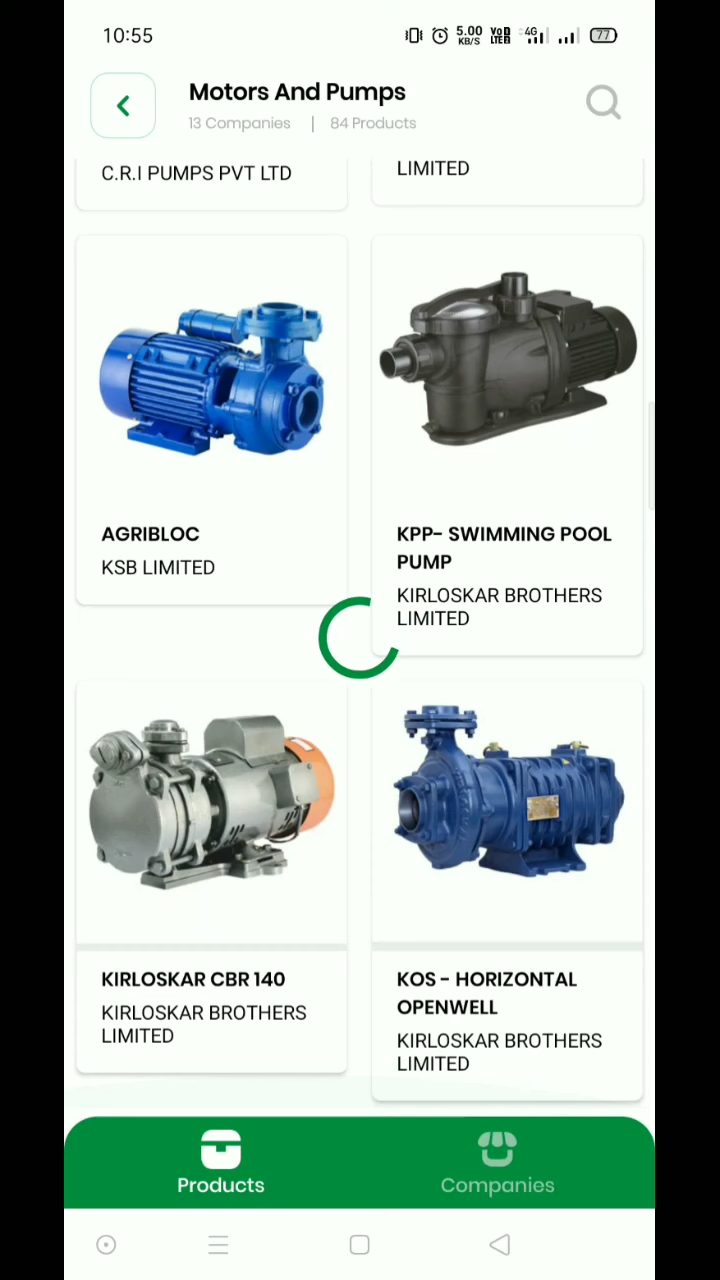 10:55
5.00
KB/S
VoD
LTE2
4G
77
Motors And Pumps
13 Companies | 84 Products
C.R.I PUMPS PVT LTD
LIMITED
AGRIBLOC
KSB LIMITED
KPP- SWIMMING POOL
PUMP
KIRLOSKAR BROTHERS
LIMITED
KIRLOSKAR CBR 140
KIRLOSKAR BROTHERS
LIMITED
KOS - HORIZONTAL
OPENWELL
KIRLOSKAR BROTHERS
LIMITED
Products
Companies